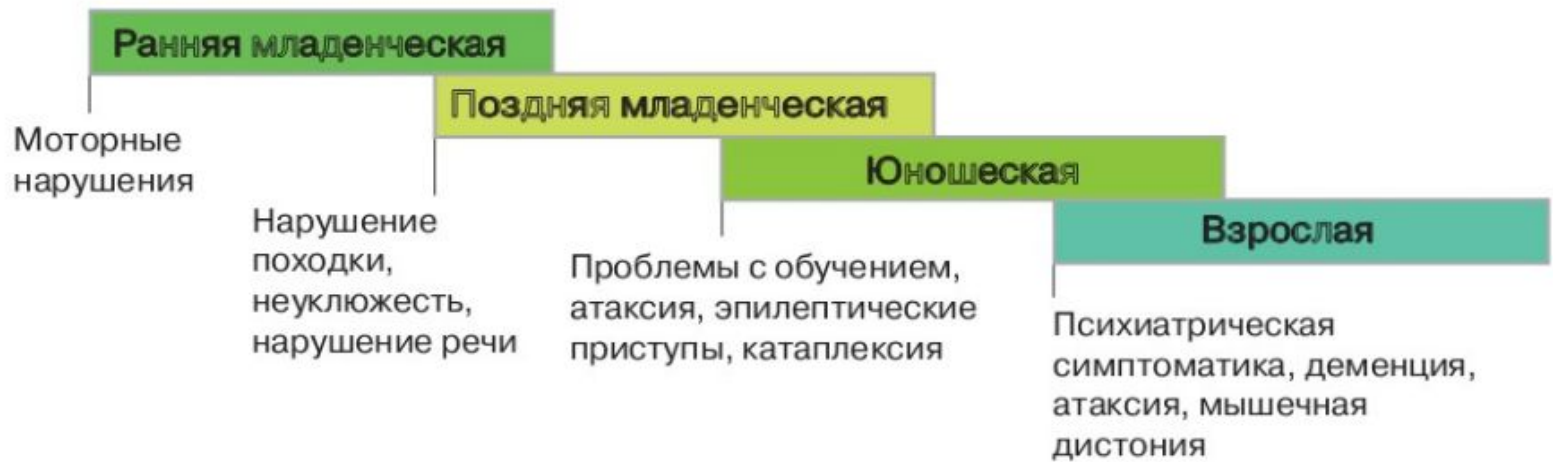 Ранняя младенческая
Моторные
нарушения
Поздняя младенческая
Нарушение
походки,
неуклюжесть,
нарушение речи
Юношеская
Проблемы с обучением,
атаксия, эпилептические
приступы, катаплексия
Взрослая
Психиатрическая
симптоматика, деменция,
атаксия, мышечная
дистония